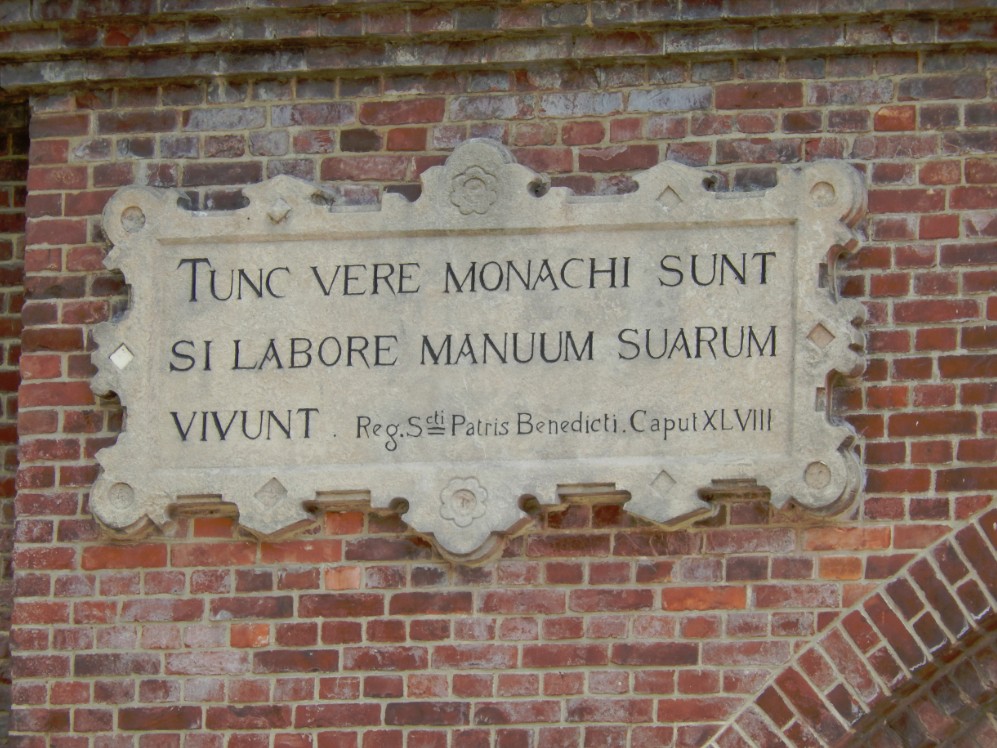 TUNC VERE MONACHI SUNT
SI LABORE MANUUM SUARUM
VIVUNT . Reg. Scti Patris Benedicti. Caput XLVIII